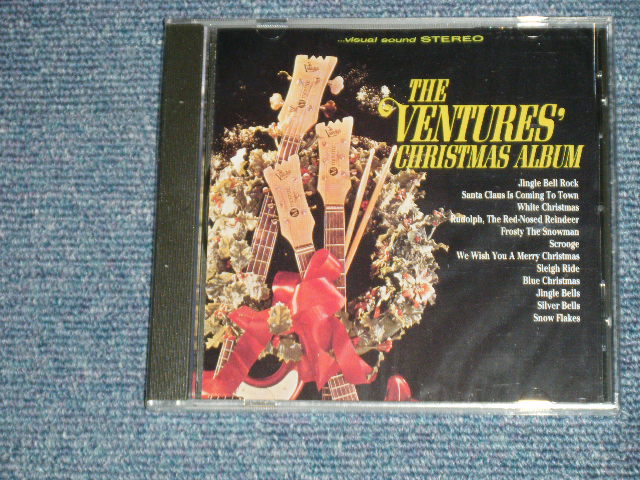 ...visual sound STEREO
THE
VENTURES'
CHRISTMAS ALBUM
Jingle Bell Rock
Santa Claus Is Coming To Town
White Christmas
Rudolph, The Red-Nosed Reindeer
Frosty The Snowman
Scrooge
We Wish You A Merry Christmas
Sleigh Ride
Blue Christmas
Jingle Bells
Silver Bells
Snow Flakes